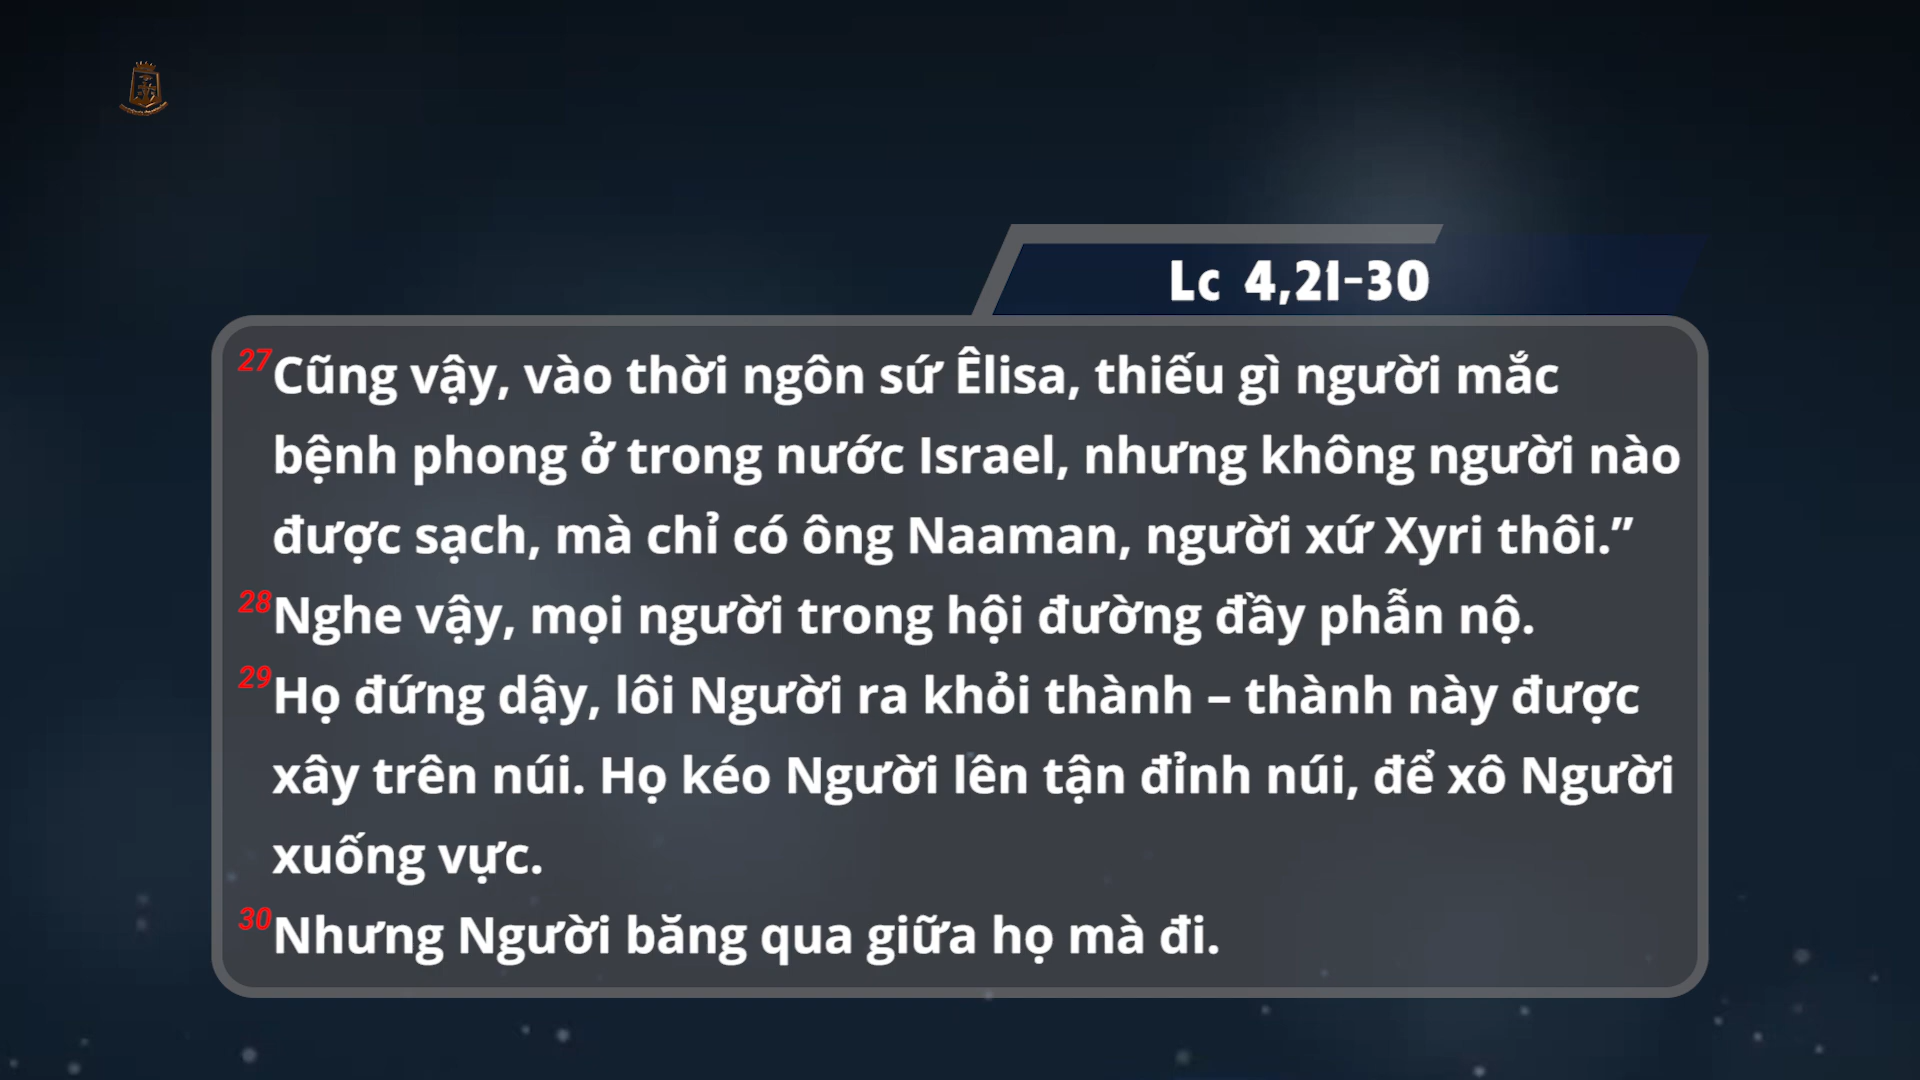 Lc 4,21-30
27Cũng vậy, vào thời ngôn sứ Êlisa, thiếu gì người mắc
bệnh phong ở trong nước Israel, nhưng không người nào
được sạch, mà chỉ có ông Naaman, người xứ Xyri thôi.”
28Nghe vậy, mọi người trong hội đường đầy phẫn nộ.
29Họ đứng dậy, lôi Người ra khỏi thành – thành này được
xây trên núi. Họ kéo Người lên tận đỉnh núi, để xô Người
xuống vực.
30Nhưng Người băng qua giữa họ mà đi.